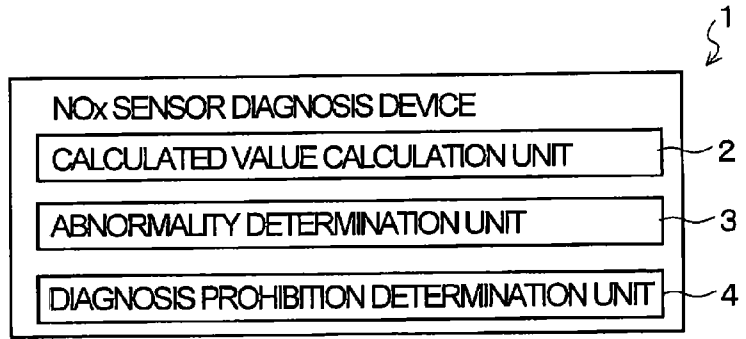 1
NOx SENSOR DIAGNOSIS DEVICE
CALCULATED VALUE CALCULATION UNIT 2
ABNORMALITY DETERMINATION UNIT 3
DIAGNOSIS PROHIBITION DETERMINATION UNIT 4